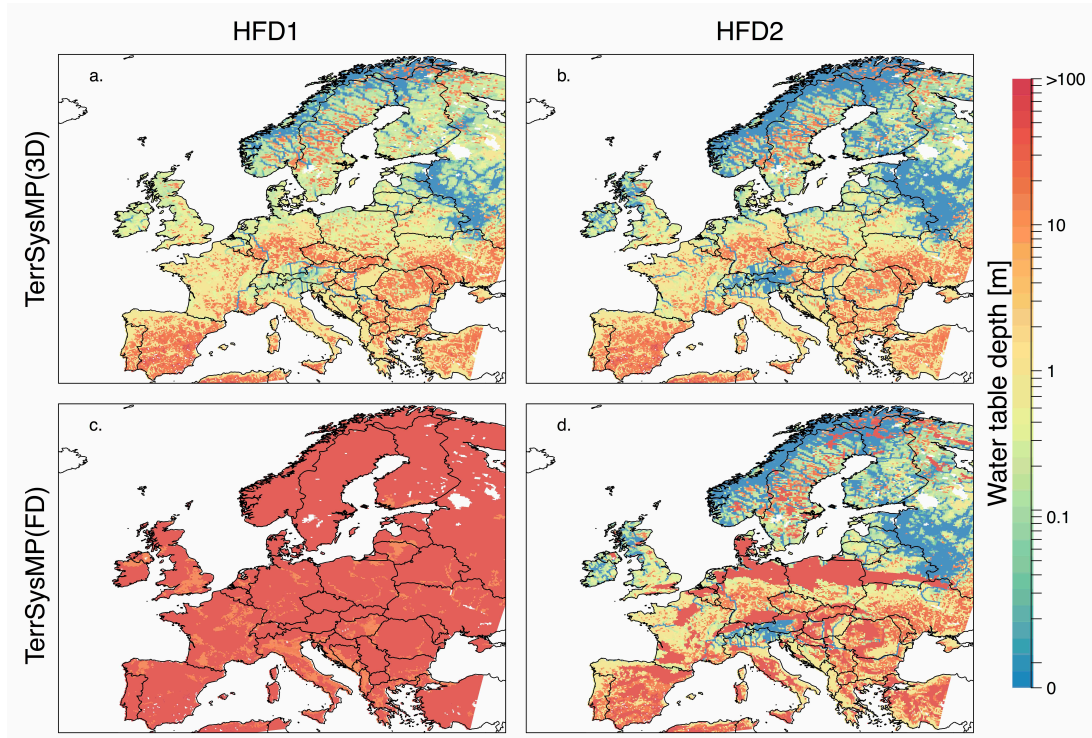 HFD1
HFD2
TerrSysMP(3D)
a.
b.
TerrSysMP(FD)
c.
d.
Water table depth [m]
>100
10
1
0.1
0